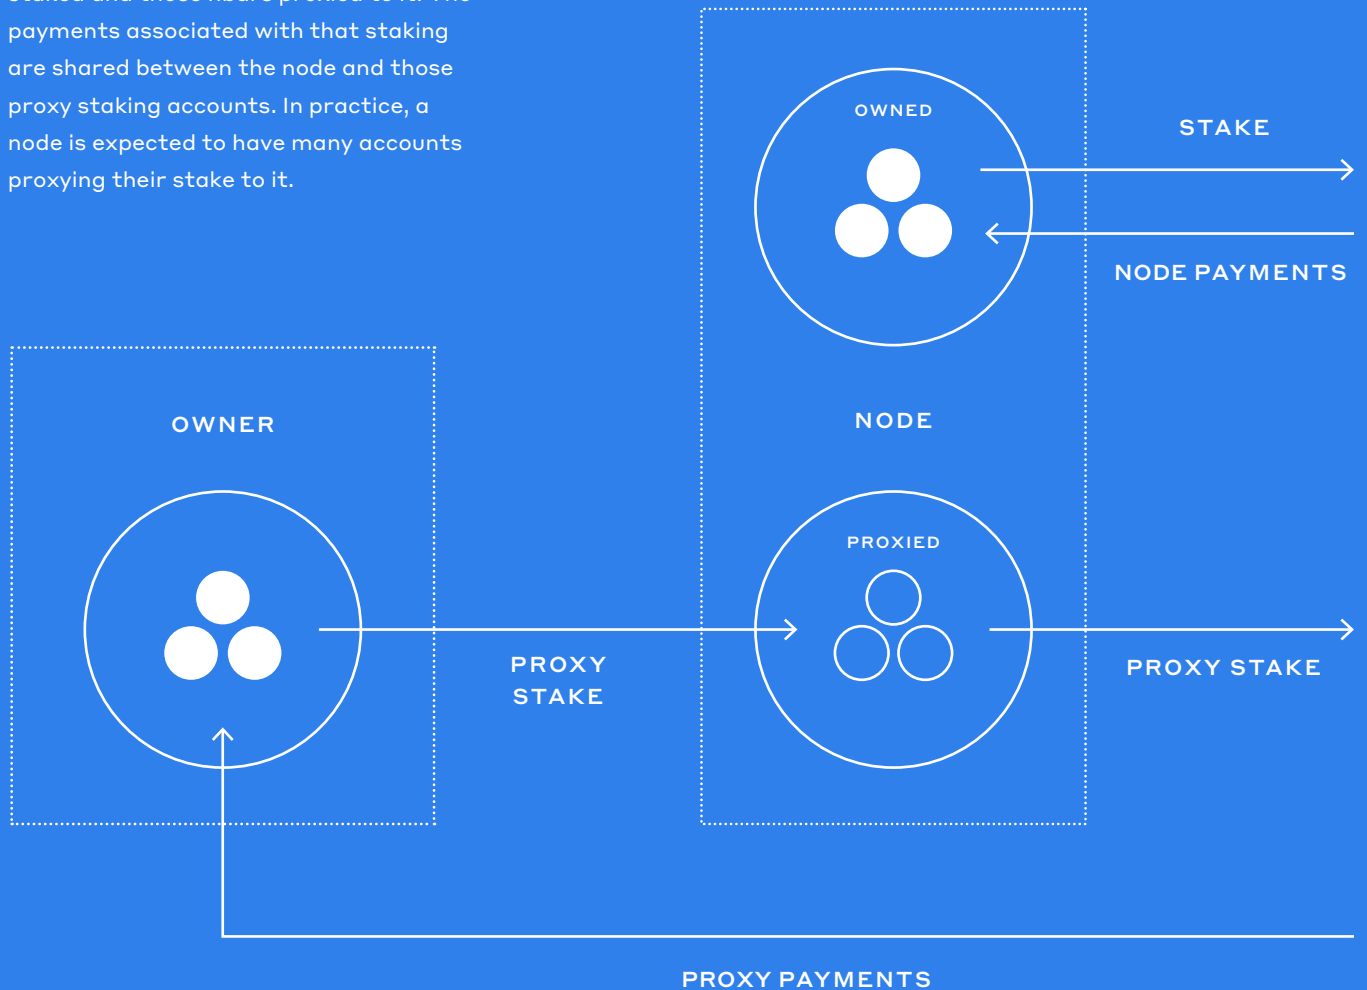 payments associated with that staking
are shared between the node and those
proxy staking accounts. In practice, a
node is expected to have many accounts
proxying their stake to it.
OWNED
STAKE
NODE PAYMENTS
OWNER
NODE
PROXIED
PROXY
STAKE
PROXY STAKE
PROXY PAYMENTS